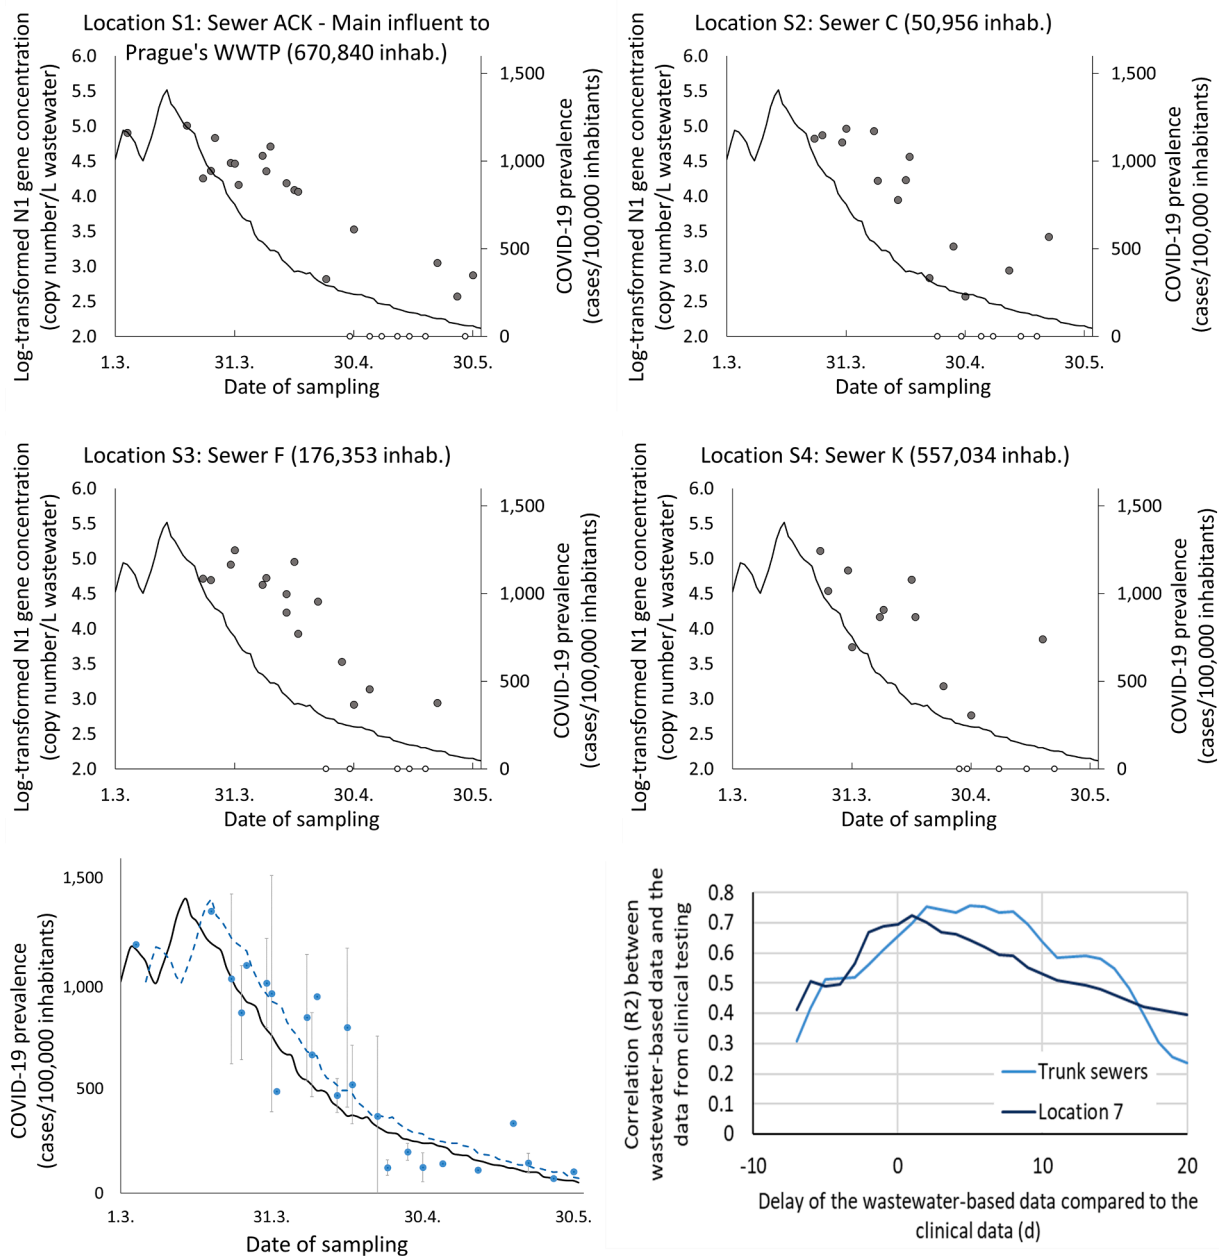 Location S1: Sewer ACK - Main influent to
Prague's WWTP (670,840 inhab.)
Log-transformed N1 gene concentration
(copy number/L wastewater)
6.0
5.5
5.0
4.5
4.0
3.5
3.0
2.5
2.0
1,500
1,000
500
0
COVID-19 prevalence
(cases/100,000 inhabitants)
1.3.
31.3.
30.4.
30.5.
Date of sampling
Location S2: Sewer C (50,956 inhab.)
Log-transformed N1 gene concentration
(copy number/L wastewater)
6.0
5.5
5.0
4.5
4.0
3.5
3.0
2.5
2.0
1,500
1,000
500
0
COVID-19 prevalence
(cases/100,000 inhabitants)
1.3.
31.3.
30.4.
30.5.
Date of sampling
Location S3: Sewer F (176,353 inhab.)
Log-transformed N1 gene concentration
(copy number/L wastewater)
6.0
5.5
5.0
4.5
4.0
3.5
3.0
2.5
2.0
1,500
1,000
500
0
COVID-19 prevalence
(cases/100,000 inhabitants)
1.3.
31.3.
30.4.
30.5.
Date of sampling
Location S4: Sewer K (557,034 inhab.)
Log-transformed N1 gene concentration
(copy number/L wastewater)
6.0
5.5
5.0
4.5
4.0
3.5
3.0
2.5
2.0
1,500
1,000
500
0
COVID-19 prevalence
(cases/100,000 inhabitants)
1.3.
31.3.
30.4.
30.5.
Date of sampling
COVID-19 prevalence
(cases/100,000 inhabitants)
1,500
1,000
500
0
1.3.
31.3.
30.4.
30.5.
Date of sampling
Correlation (R2) between
wastewater-based data and the
data from clinical testing
0.8
0.7
0.6
0.5
0.4
0.3
0.2
0.1
0
Trunk sewers
Location 7
-10
0
10
20
Delay of the wastewater-based data compared to the
clinical data (d)